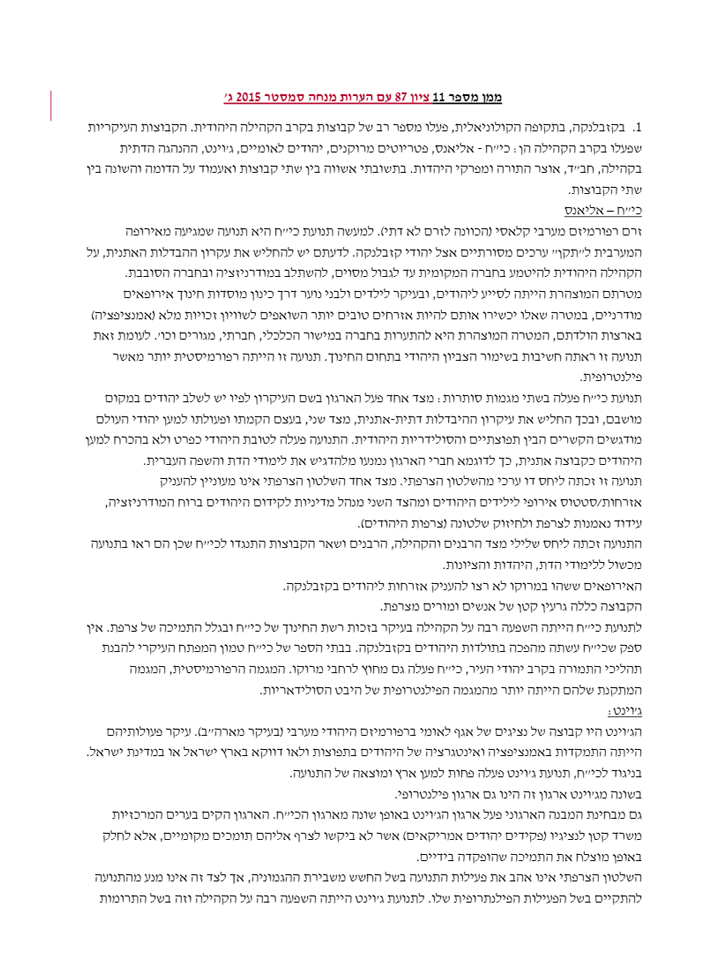 ממן מספר 11 ציון 87 עם הערות מנחה סמסטר 2015 ג'
1. בקזבלנקה, בתקופה הקולוניאלית, פעלו מספר רב של קבוצות בקרב הקהילה היהודית. הקבוצות העיקריות
שפעלו בקרב הקהילה הן: כי״ח - אליאנס, פטריוטים מרוקנים, יהודים לאומיים, ג׳וינט, ההנהגה הדתית
בקהילה, חב״ד, אוצר התורה ומפרקי היהדות. בתשובתי אשווה בין שתי קבוצות ואעמוד על הדומה והשונה בין
שתי הקבוצות.
כי״ח – אליאנס
זרם רפורמיזם מערבי קלאסי (הכוונה לזרם לא דתי). למעשה תנועת כי״ח היא תנועה שמגיעה מאירופה
המערבית ל״תקן״ ערכים מסורתיים אצל יהודי קזבלנקה. לדעתם יש להחליש את עקרון ההבדלות האתנית, על
הקהילה היהודית להיטמע בחברה המקומית עד לגבול מסוים, להשתלב במודרניזציה ובחברה הסובבת.
מטרתם המוצהרת הייתה לסייע ליהודים, ובעיקר לילדים ולבני נוער דרך כינון מוסדות חינוך אירופאים
מודרניים, במטרה שאלו יכשירו אותם להיות אזרחים טובים יותר השואפים לשוויון זכויות מלא (אמנציפציה)
בארצות הולדתם, המטרה המוצהרת היא להתערות בחברה במישור הכלכלי, חברתי, מגורים וכו׳. לעומת זאת
תנועה זו ראתה חשיבות בשימור הצביון היהודי בתחום החינוך. תנועה זו הייתה רפורמיסטית יותר מאשר
פילנטרופית.
תנועת כי״ח פעלה בשתי מגמות סותרות: מצד אחד פעל הארגון בשם העיקרון לפיו יש לשלב יהודים במקום
מושבם, ובכך החליש את עיקרון ההיבדלות דתית-אתנית, מצד שני, בעצם הקמתו ופעולתו למען יהודי העולם
מודגשים הקשרים הבין תפוצתיים והסולידריות היהודית. התנועה פעלה לטובת היהודי כפרט ולא בהכרח למען
היהודים כקבוצה אתנית, כך לדוגמא חברי הארגון נמנעו מלהדגיש את לימודי הדת והשפה העברית.
תנועה זו זכתה ליחס דו ערכי מהשלטון הצרפתי. מצד אחד השלטון הצרפתי אינו מעוניין להעניק
אזרחות/סטטוס אירופי לילידים היהודים ומהצד השני מנהל מדיניות לקידום היהודים ברוח המודרניזציה,
עידוד נאמנות לצרפת ולחיזוק שלטונה (צרפות היהודים).
התנועה זכתה ליחס שלילי מצד הרבנים והקהילה, הרבנים ושאר הקבוצות התנגדו לכי״ח שכן הם ראו בתנועה
מכשול ללימודי הדת, היהדות והציונות.
האירופאים ששהו במרוקו לא רצו להעניק אזרחות ליהודים בקזבלנקה.
הקבוצה כללה גרעין קטן של אנשים ומורים מצרפת.
לתנועת כי״ח הייתה השפעה רבה על הקהילה בעיקר בזכות רשת החינוך של כי״ח ובגלל התמיכה של צרפת. אין
ספק שכי״ח עשתה מהפכה בתולדות היהודים בקזבלנקה. בבתי הספר של כי״ח טמון המפתח העיקרי להבנת
תהליכי התמורה בקרב יהודי העיר, כי״ח פעלה גם מחוץ לרחבי מרוקו. המגמה הרפורמיסטית, המגמה
המתקנת שלהם הייתה יותר מהמגמה הפילנטרופית של היבט הסולידאריות.
ג׳וינט:
הג׳וינט היו קבוצה של נציגים של אגף לאומי ברפורמיזם היהודי מערבי (בעיקר מארה״ב). עיקר פעולותיהם
הייתה התמקדות באמנציפציה ואינטגרציה של היהודים בתפוצות ולאו דווקא בארץ ישראל או במדינת ישראל.
בניגוד לכי״ח, תנועת ג׳וינט פעלה פחות למען ארץ ומוצאה של התנועה.
בשונה מג׳וינט ארגון זה הינו גם ארגון פילנטרופי.
גם מבחינת המבנה הארגוני פעל ארגון הג׳וינט באופן שונה מארגון הכי״ח. הארגון הקים בערים המרכזיות
משרד קטן לנציגיו (פקידים יהודים אמריקאים) אשר לא ביקשו לצרף אליהם תומכים מקומיים, אלא לחלק
באופן מוצלח את התמיכה שהופקדה בידיים.
השלטון הצרפתי אינו אהב את פעילות התנועה בשל החשש משבירת ההגמוניה, אך לצד זה אינו מנע מהתנועה
להתקיים בשל הפעילות הפילנתרופית שלו. לתנועת ג׳וינט הייתה השפעה רבה על הקהילה וזה בשל התרומות